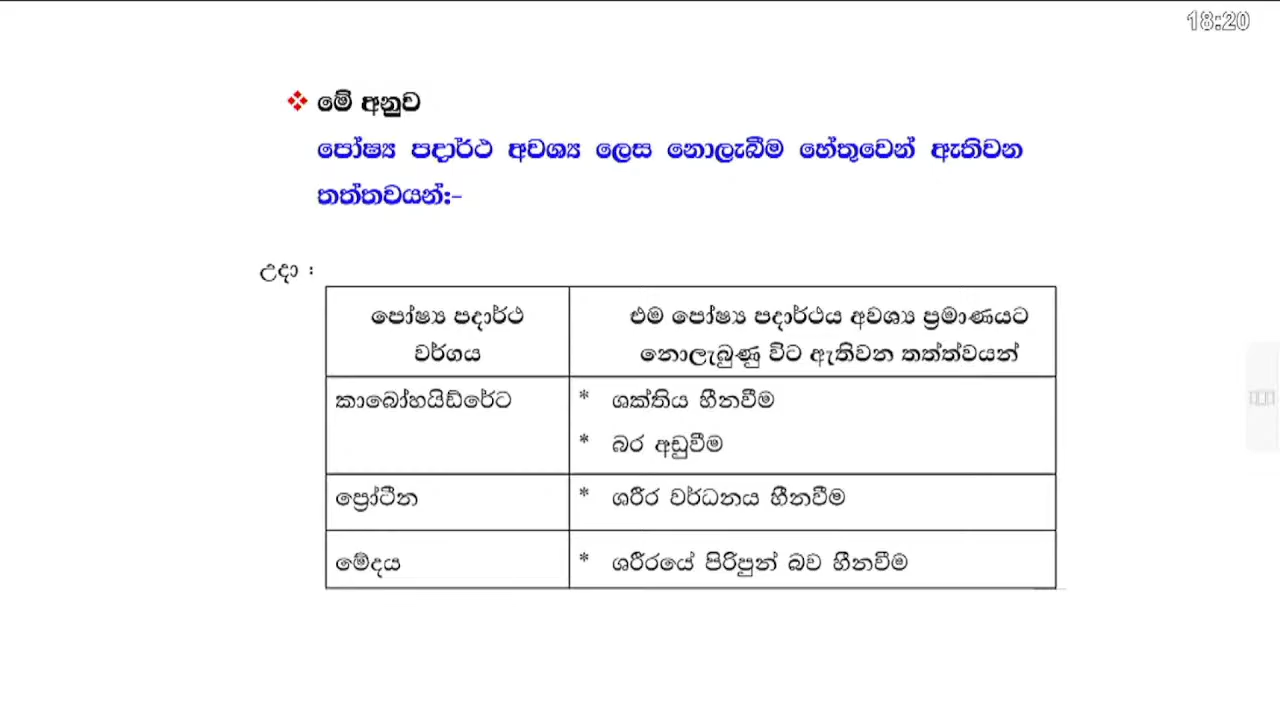 18:20
❖ මේ අනුව
පෝෂ්‍ය පදාර්ථ අවශ්‍ය ලෙස නොලැබීම හේතුවෙන් ඇතිවන
තත්තවයන්:-
උදා :
පෝෂ්‍ය පදාර්ථ
වර්ගය
එම පෝෂ්‍ය පදාර්ථය අවශ්‍ය ප්‍රමාණයට
නොලැබුණු විට ඇතිවන තත්ත්වයන්
කාබෝහයිඩ්රේට
* ශක්තිය හීනවීම
* බර අඩුවීම
ප්‍රෝටීන
* ශරීර වර්ධනය හීනවීම
මේදය
* ශරීරයේ පිරිපුන් බව හීනවීම